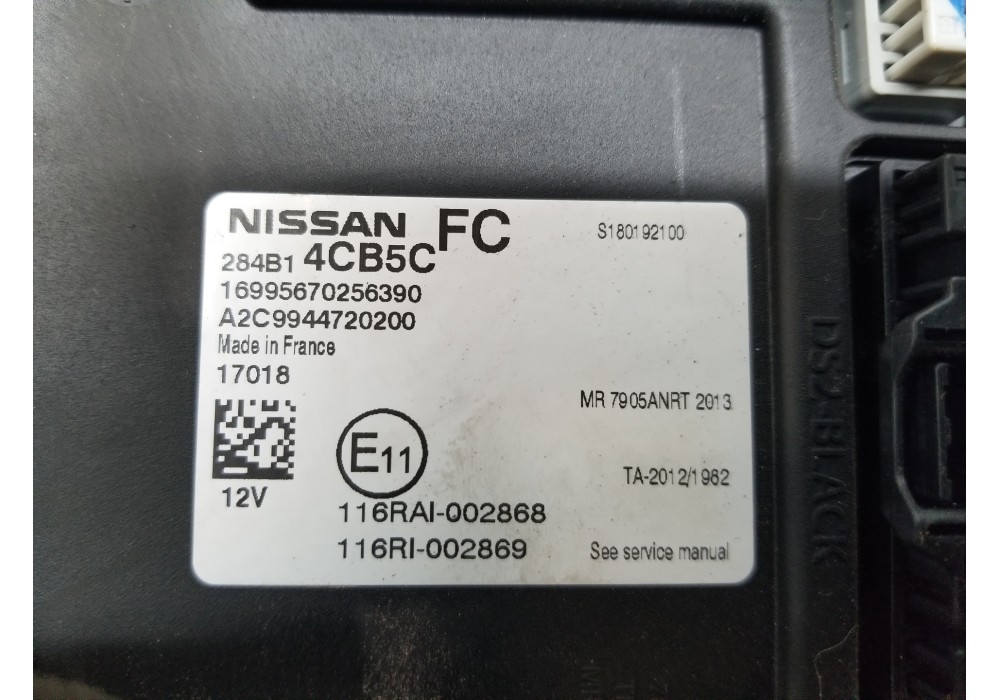 NISSAN FC
284B1 4CB5C
S180192100
16995670256390
A2C9944720200
Made in France
17018
MR 7905ANRT 2013
E11
TA-2012/1982
12V
116RAI-002868
116RI-002869
See service manual
DS2-BLACK